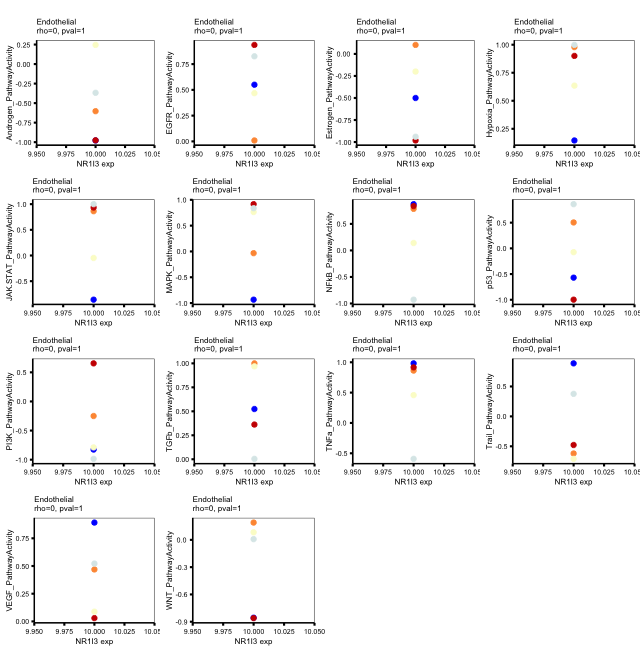 Endothelial
rho=0, pval=1
Androgen_PathwayActivity
0.25
0.00
-0.25
-0.50
-0.75
-1.00
9.950 9.975 10.000 10.025 10.05
NR1I3 exp
Endothelial
rho=0, pval=1
EGFR_PathwayActivity
0.75
0.50
0.25
0.00
9.950 9.975 10.000 10.025 10.05
NR1I3 exp
Endothelial
rho=0, pval=1
Estrogen_PathwayActivity
0.00
-0.25
-0.50
-0.75
-1.00
9.950 9.975 10.000 10.025 10.05
NR1I3 exp
Endothelial
rho=0, pval=1
Hypoxia_PathwayActivity
1.00
0.75
0.50
0.25
9.950 9.975 10.000 10.025 10.05
NR1I3 exp
Endothelial
rho=0, pval=1
JAK-STAT_PathwayActivity
1.0
0.5
0.0
-0.5
9.950 9.975 10.000 10.025 10.05
NR1I3 exp
Endothelial
rho=0, pval=1
MAPK_PathwayActivity
1.0
0.5
0.0
-0.5
-1.0
9.950 9.975 10.000 10.025 10.05
NR1I3 exp
Endothelial
rho=0, pval=1
NFkB_PathwayActivity
0.5
0.0
-0.5
-1.0
9.950 9.975 10.000 10.025 10.05
NR1I3 exp
Endothelial
rho=0, pval=1
p53_PathwayActivity
0.5
0.0
-0.5
-1.0
9.950 9.975 10.000 10.025 10.05
NR1I3 exp
Endothelial
rho=0, pval=1
PI3K_PathwayActivity
0.5
0.0
-0.5
-1.0
9.950 9.975 10.000 10.025 10.05
NR1I3 exp
Endothelial
rho=0, pval=1
TGFb_PathwayActivity
1.00
0.75
0.50
0.25
0.00
9.950 9.975 10.000 10.025 10.05
NR1I3 exp
Endothelial
rho=0, pval=1
TNFa_PathwayActivity
1.0
0.5
0.0
-0.5
9.950 9.975 10.000 10.025 10.05
NR1I3 exp
Endothelial
rho=0, pval=1
Trail_PathwayActivity
0.5
0.0
-0.5
9.950 9.975 10.000 10.025 10.05
NR1I3 exp
Endothelial
rho=0, pval=1
VEGF_PathwayActivity
0.75
0.50
0.25
0.00
9.950 9.975 10.000 10.025 10.05
NR1I3 exp
Endothelial
rho=0, pval=1
WNT_PathwayActivity
0.0
-0.3
-0.6
-0.9
9.950 9.975 10.000 10.025 10.050
NR1I3 exp